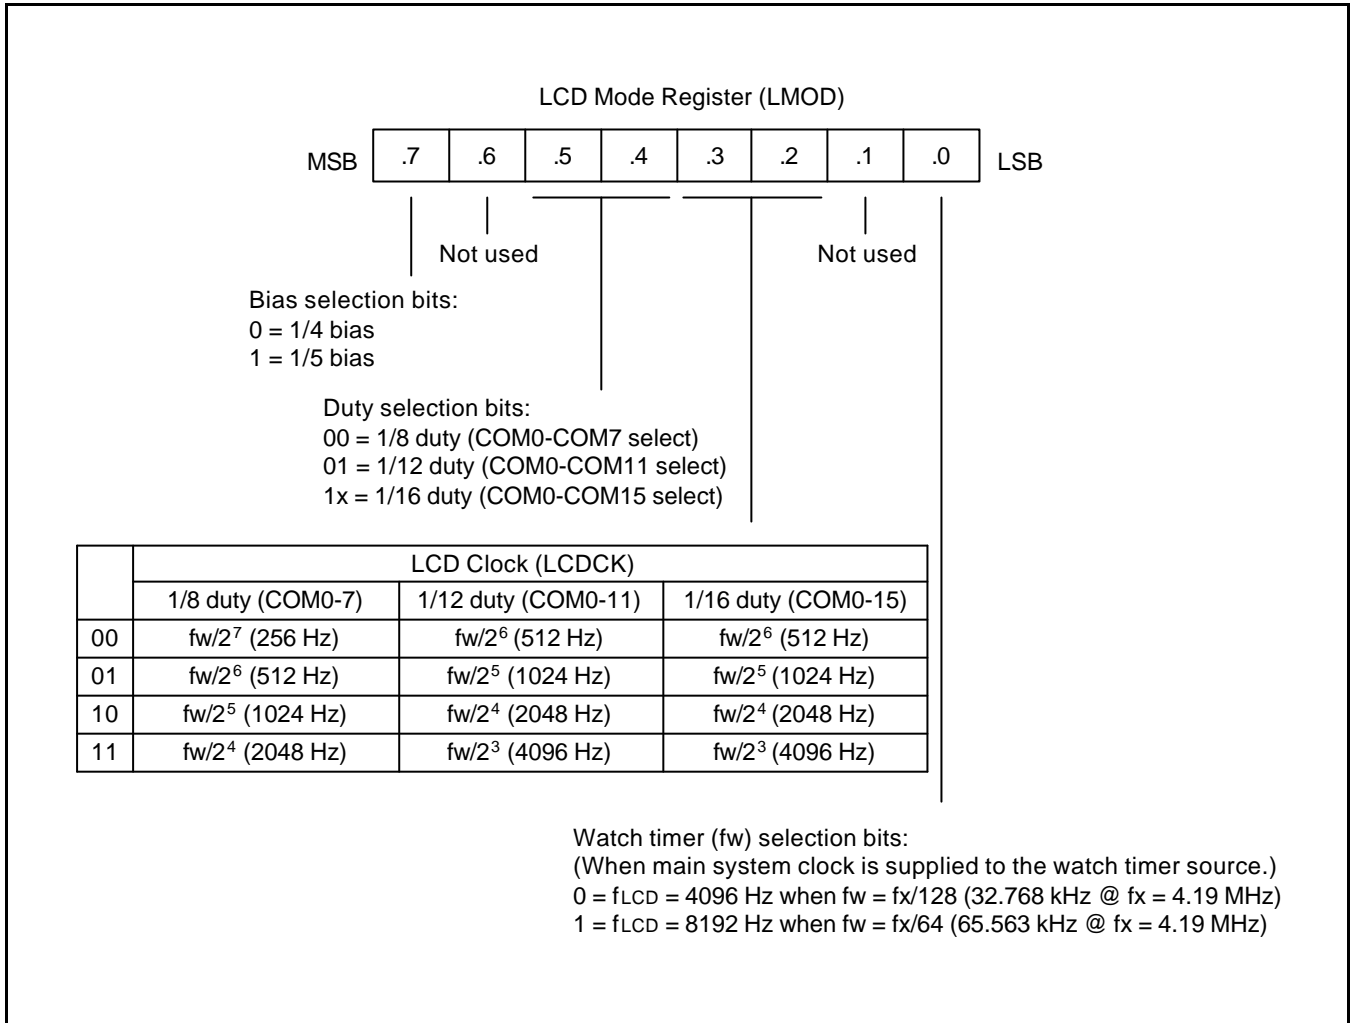 LCD Mode Register (LMOD)
MSB .7 .6 .5 .4 .3 .2 .1 .0 LSB
Not used Not used
Bias selection bits:
0 = 1/4 bias
1 = 1/5 bias
Duty selection bits:
00 = 1/8 duty (COM0-COM7 select)
01 = 1/12 duty (COM0-COM11 select)
1x = 1/16 duty (COM0-COM15 select)
LCD Clock (LCDCK)
1/8 duty (COM0-7) 1/12 duty (COM0-11) 1/16 duty (COM0-15)
00 fw/2⁷ (256 Hz) fw/2⁶ (512 Hz) fw/2⁶ (512 Hz)
01 fw/2⁶ (512 Hz) fw/2⁵ (1024 Hz) fw/2⁵ (1024 Hz)
10 fw/2⁵ (1024 Hz) fw/2⁴ (2048 Hz) fw/2⁴ (2048 Hz)
11 fw/2⁴ (2048 Hz) fw/2³ (4096 Hz) fw/2³ (4096 Hz)
Watch timer (fw) selection bits:
(When main system clock is supplied to the watch timer source.)
0 = fLCD = 4096 Hz when fw = fx/128 (32.768 kHz @ fx = 4.19 MHz)
1 = fLCD = 8192 Hz when fw = fx/64 (65.563 kHz @ fx = 4.19 MHz)